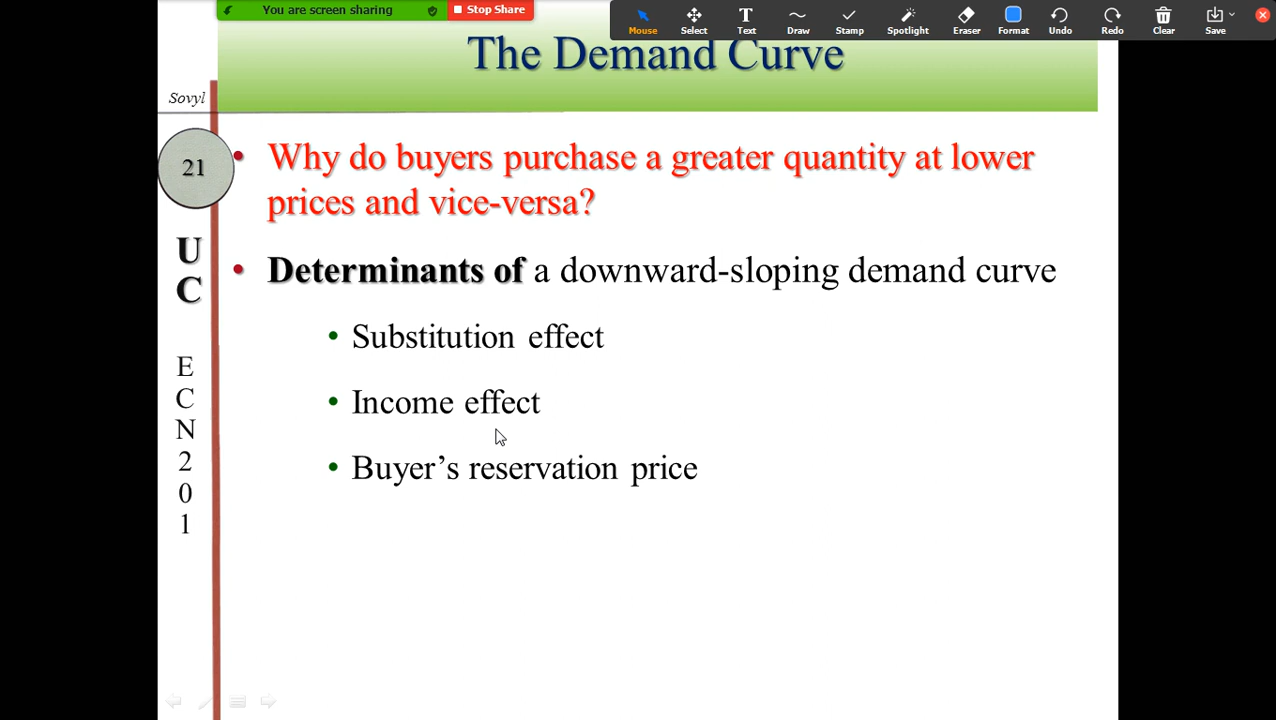 You are screen sharing
Stop Share
Mouse
Select
Text
Draw
Stamp
Spotlight
Eraser
Format
Undo
Redo
Clear
Save
The Demand Curve
Sovyl
21
• Why do buyers purchase a greater quantity at lower
prices and vice-versa?
U
C
• Determinants of a downward-sloping demand curve
• Substitution effect
• Income effect
• Buyer’s reservation price
E
C
N
2
0
1